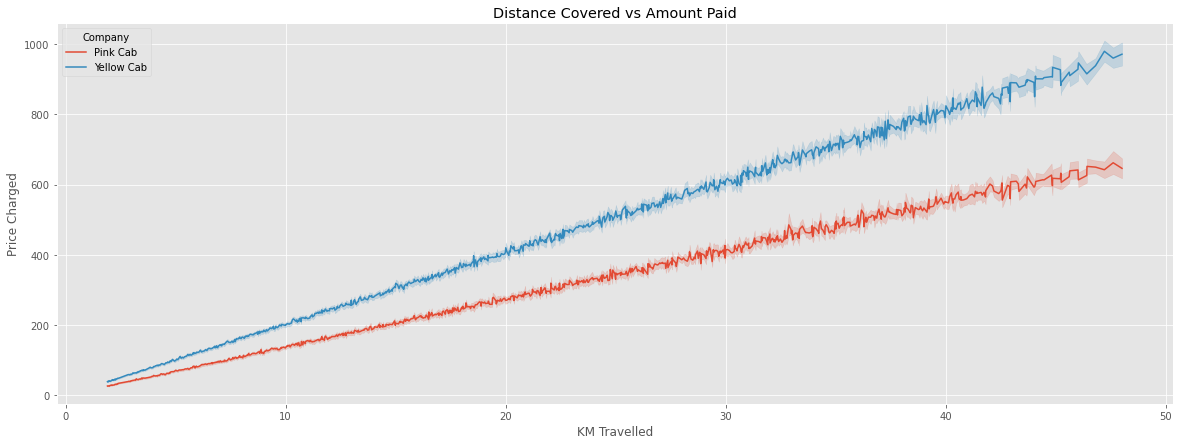 Distance Covered vs Amount Paid
Company
Pink Cab
Yellow Cab
Price Charged
1000
800
600
400
200
0
0 10 20 30 40 50
KM Travelled